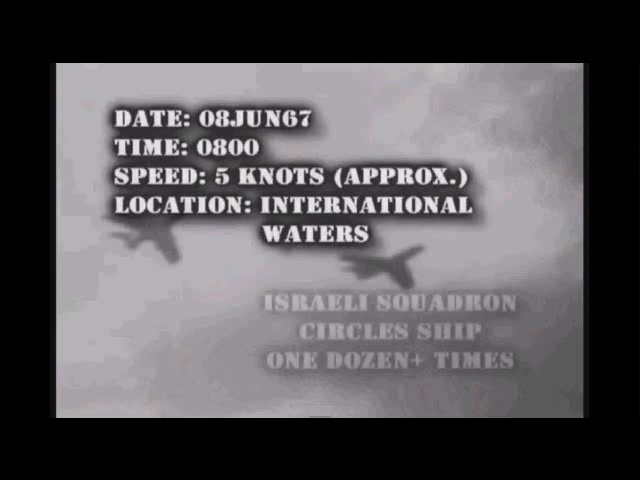 DATE: 08JUN67
TIME: 0800
SPEED: 5 KNOTS (APPROX.)
LOCATION: INTERNATIONAL
WATERS
ISRAELI SQUADRON
CIRCLES SHIP
ONE DOZEN+ TIMES